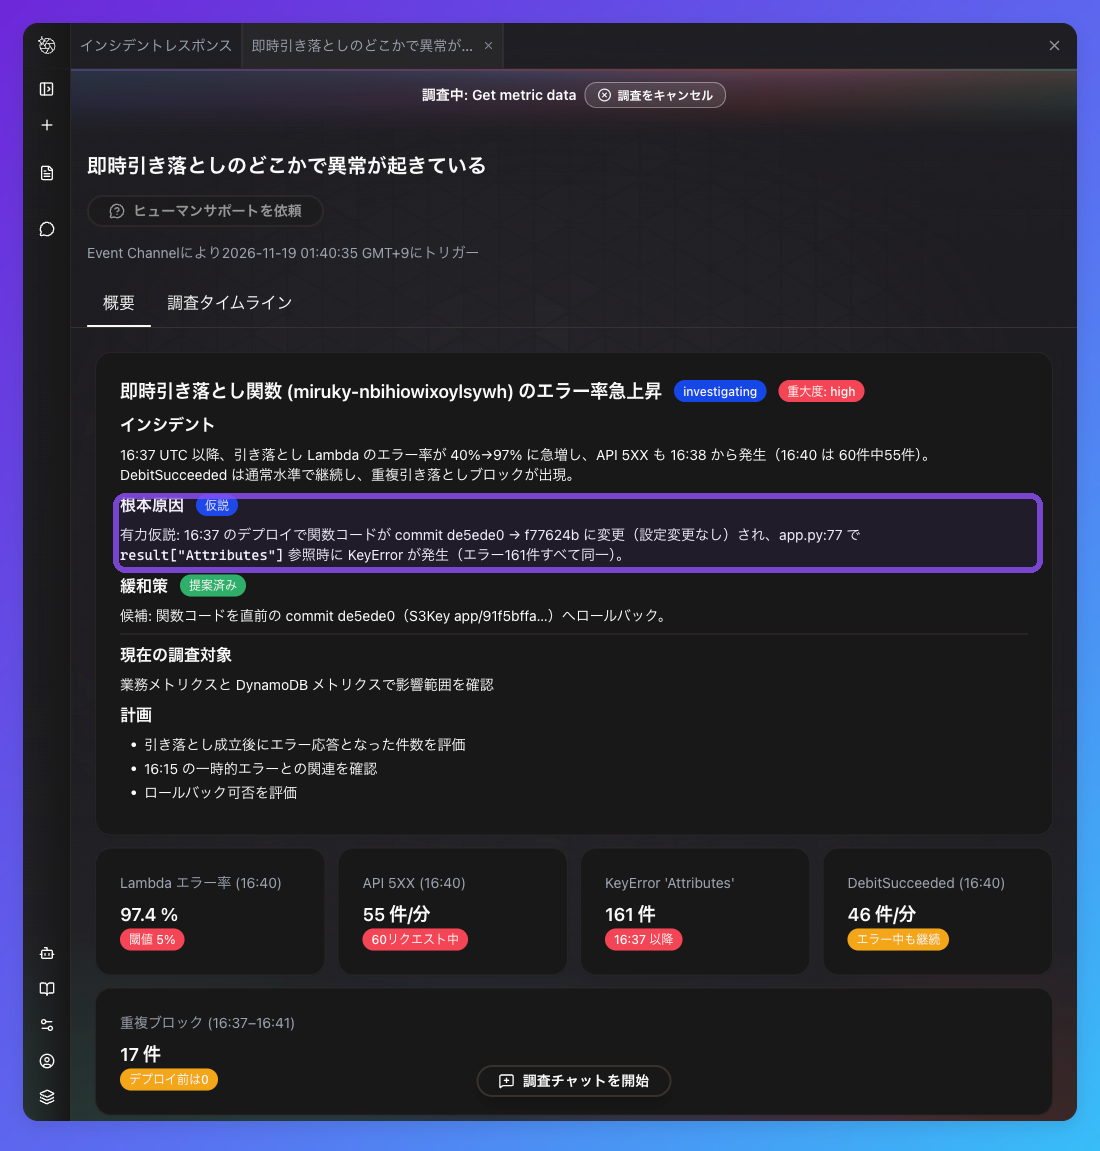 インシデントレスポンス
即時引き落としのどこかで異常が...
調査中: Get metric data
調査をキャンセル
即時引き落としのどこかで異常が起きている
ヒューマンサポートを依頼
Event Channelにより2026-11-19 01:40:35 GMT+9にトリガー
概要
調査タイムライン
即時引き落とし関数 (miruky-nbihiowixoylsywh) のエラー率急上昇
investigating
重大度: high
インシデント
16:37 UTC 以降、引き落とし Lambda のエラー率が 40%→97% に急増し、API 5XX も 16:38 から発生（16:40 は 60件中55件）。
DebitSucceeded は通常水準で継続し、重複引き落としブロックが出現。
根本原因
仮説
有力仮説: 16:37 のデプロイで関数コードが commit de5ede0 → f77624b に変更（設定変更なし）され、app.py:77 で
result["Attributes"] 参照時に KeyError が発生（エラー161件すべて同一）。
緩和策
提案済み
候補: 関数コードを直前の commit de5ede0（S3Key app/91f5bffa…）へロールバック。
現在の調査対象
業務メトリクスと DynamoDB メトリクスで影響範囲を確認
計画
• 引き落とし成立後にエラー応答となった件数を評価
• 16:15 の一時的エラーとの関連を確認
• ロールバック可否を評価
Lambda エラー率 (16:40)
97.4 %
閾値 5%
API 5XX (16:40)
55 件/分
60リクエスト中
KeyError 'Attributes'
161 件
16:37 以降
DebitSucceeded (16:40)
46 件/分
エラー中も継続
重複ブロック (16:37–16:41)
17 件
デプロイ前は0
調査チャットを開始